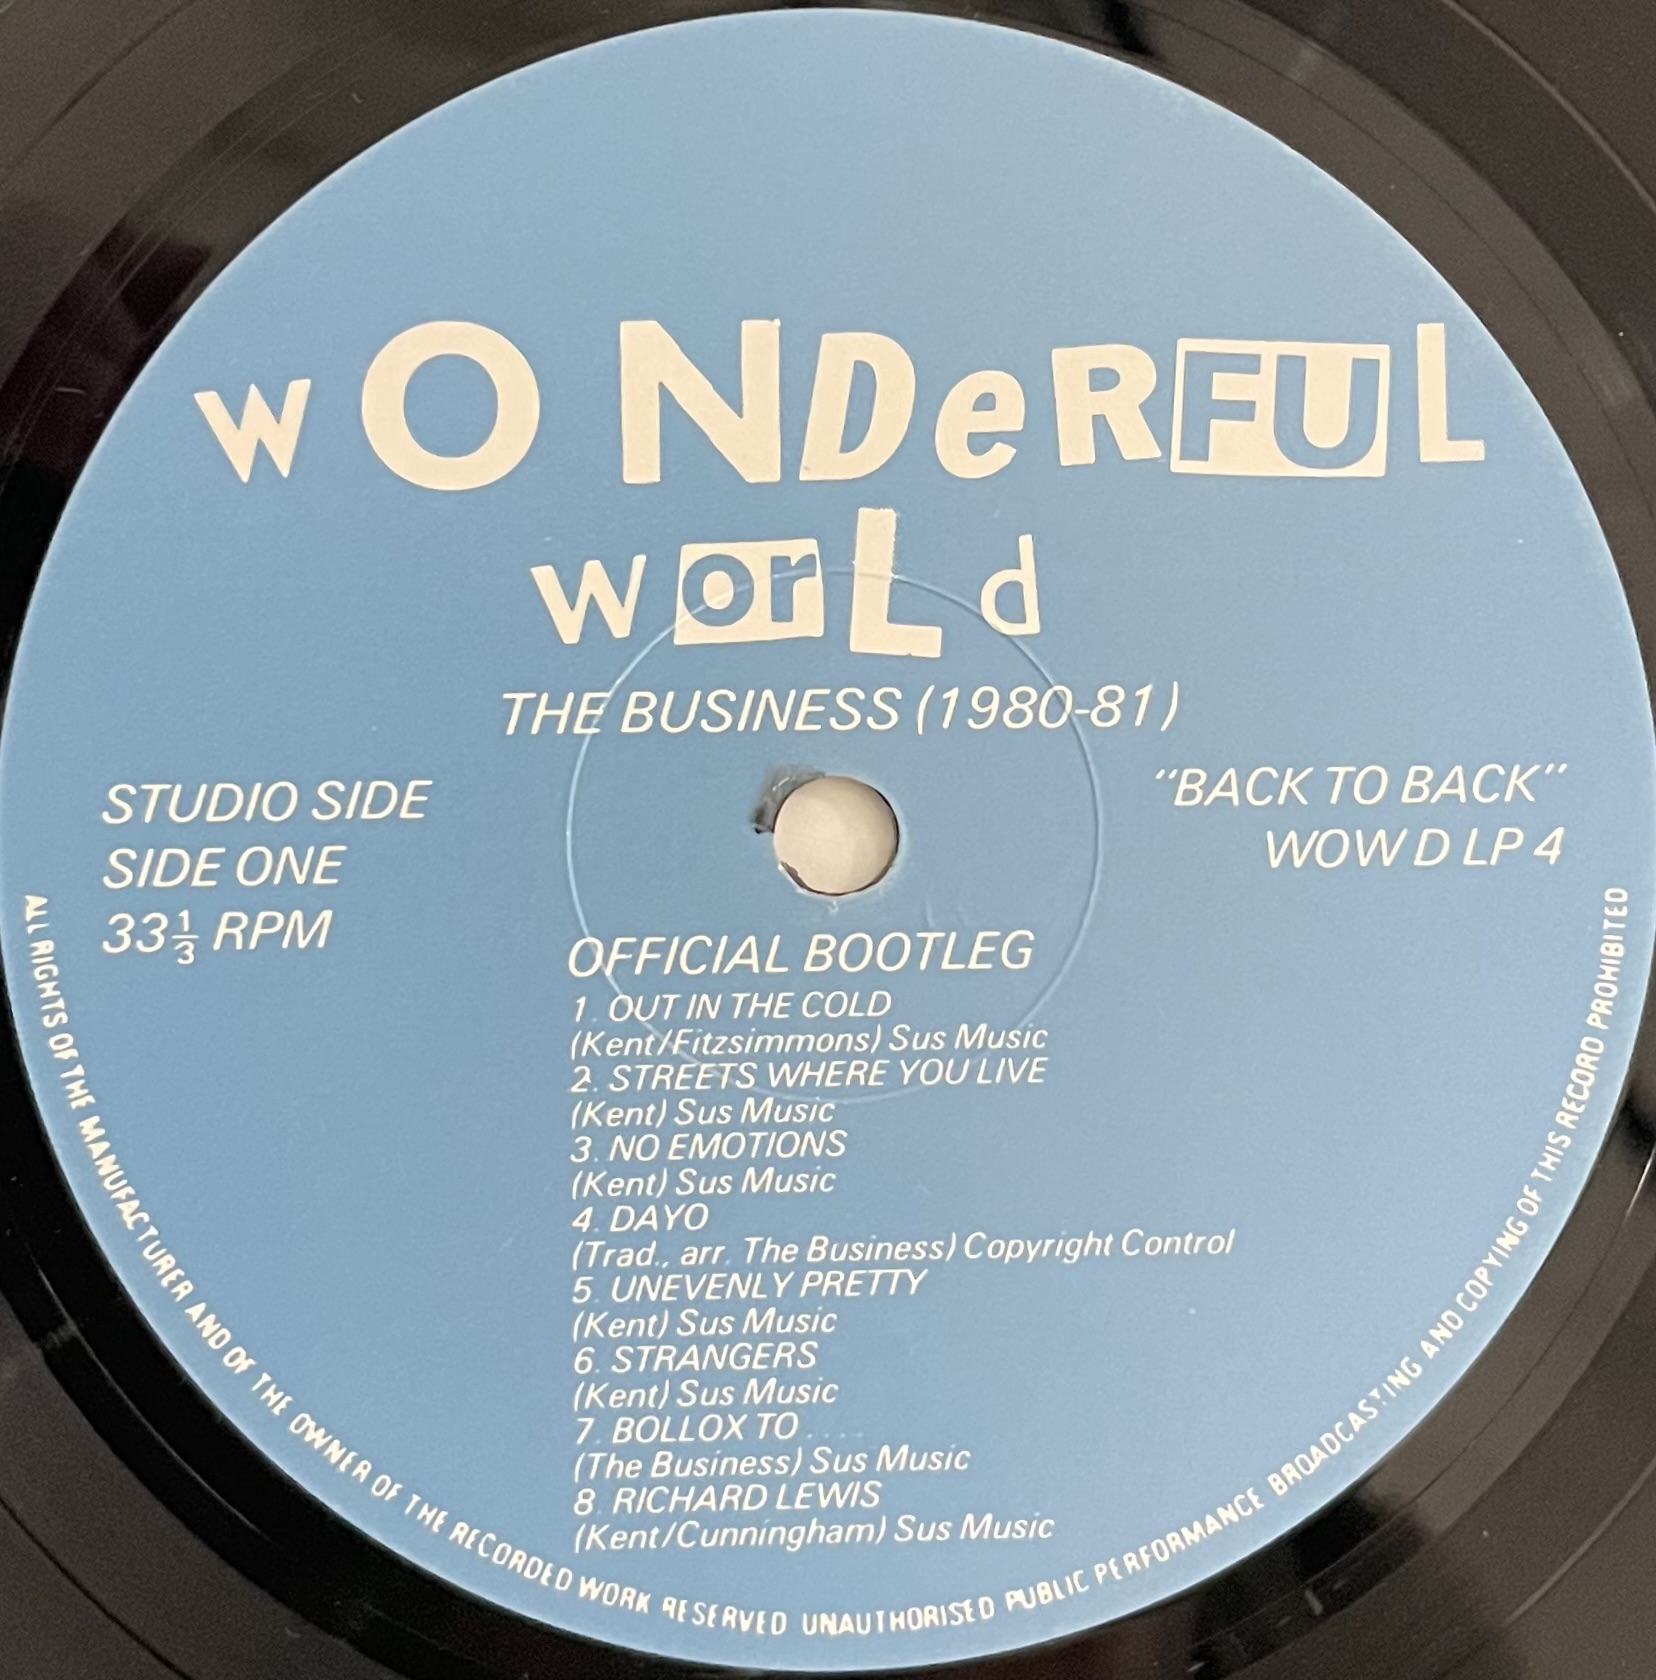 wONDeRFUL
worLd
THE BUSINESS (1980-81)
STUDIO SIDE
SIDE ONE
33⅓ RPM
"BACK TO BACK"
WOW D LP 4
OFFICIAL BOOTLEG
1. OUT IN THE COLD
(Kent/Fitzsimmons) Sus Music
2. STREETS WHERE YOU LIVE
(Kent) Sus Music
3. NO EMOTIONS
(Kent) Sus Music
4. DAYO
(Trad., arr. The Business) Copyright Control
5. UNEVENLY PRETTY
(Kent) Sus Music
6. STRANGERS
(Kent) Sus Music
7. BOLLOX TO . . . .
(The Business) Sus Music
8. RICHARD LEWIS
(Kent/Cunningham) Sus Music
ALL RIGHTS OF THE MANUFACTURER AND OF THE OWNER OF THE RECORDED WORK RESERVED UNAUTHORISED PUBLIC PERFORMANCE BROADCASTING AND COPYING OF THIS RECORD PROHIBITED